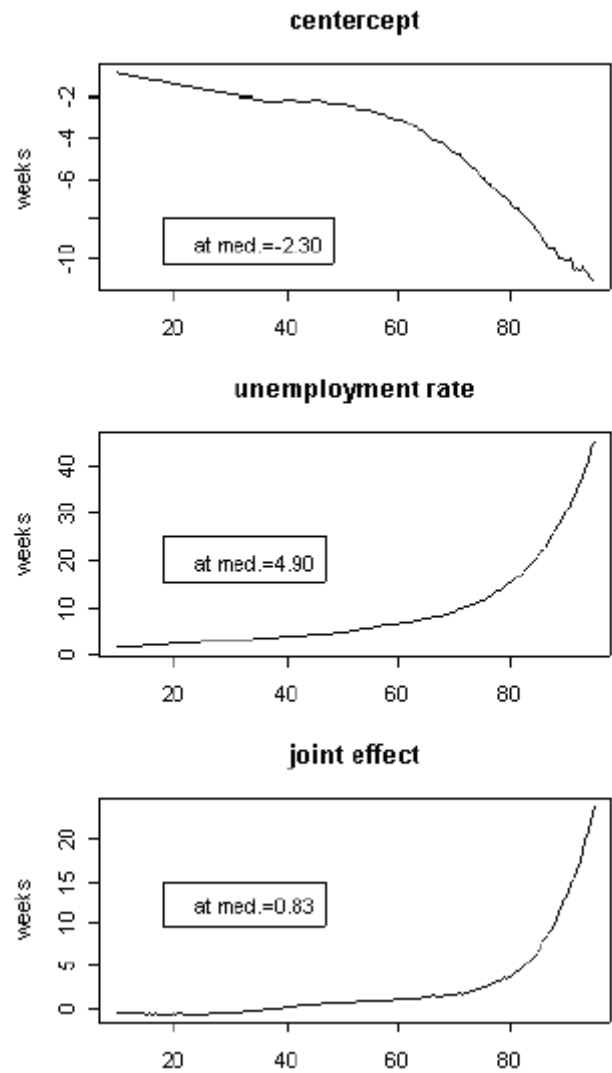 centercept
-2
-4
-6
-10
weeks
at med.=-2.30
20 40 60 80
unemployment rate
40
30
20
10
0
weeks
at med.=4.90
20 40 60 80
joint effect
20
15
10
5
0
weeks
at med.=0.83
20 40 60 80